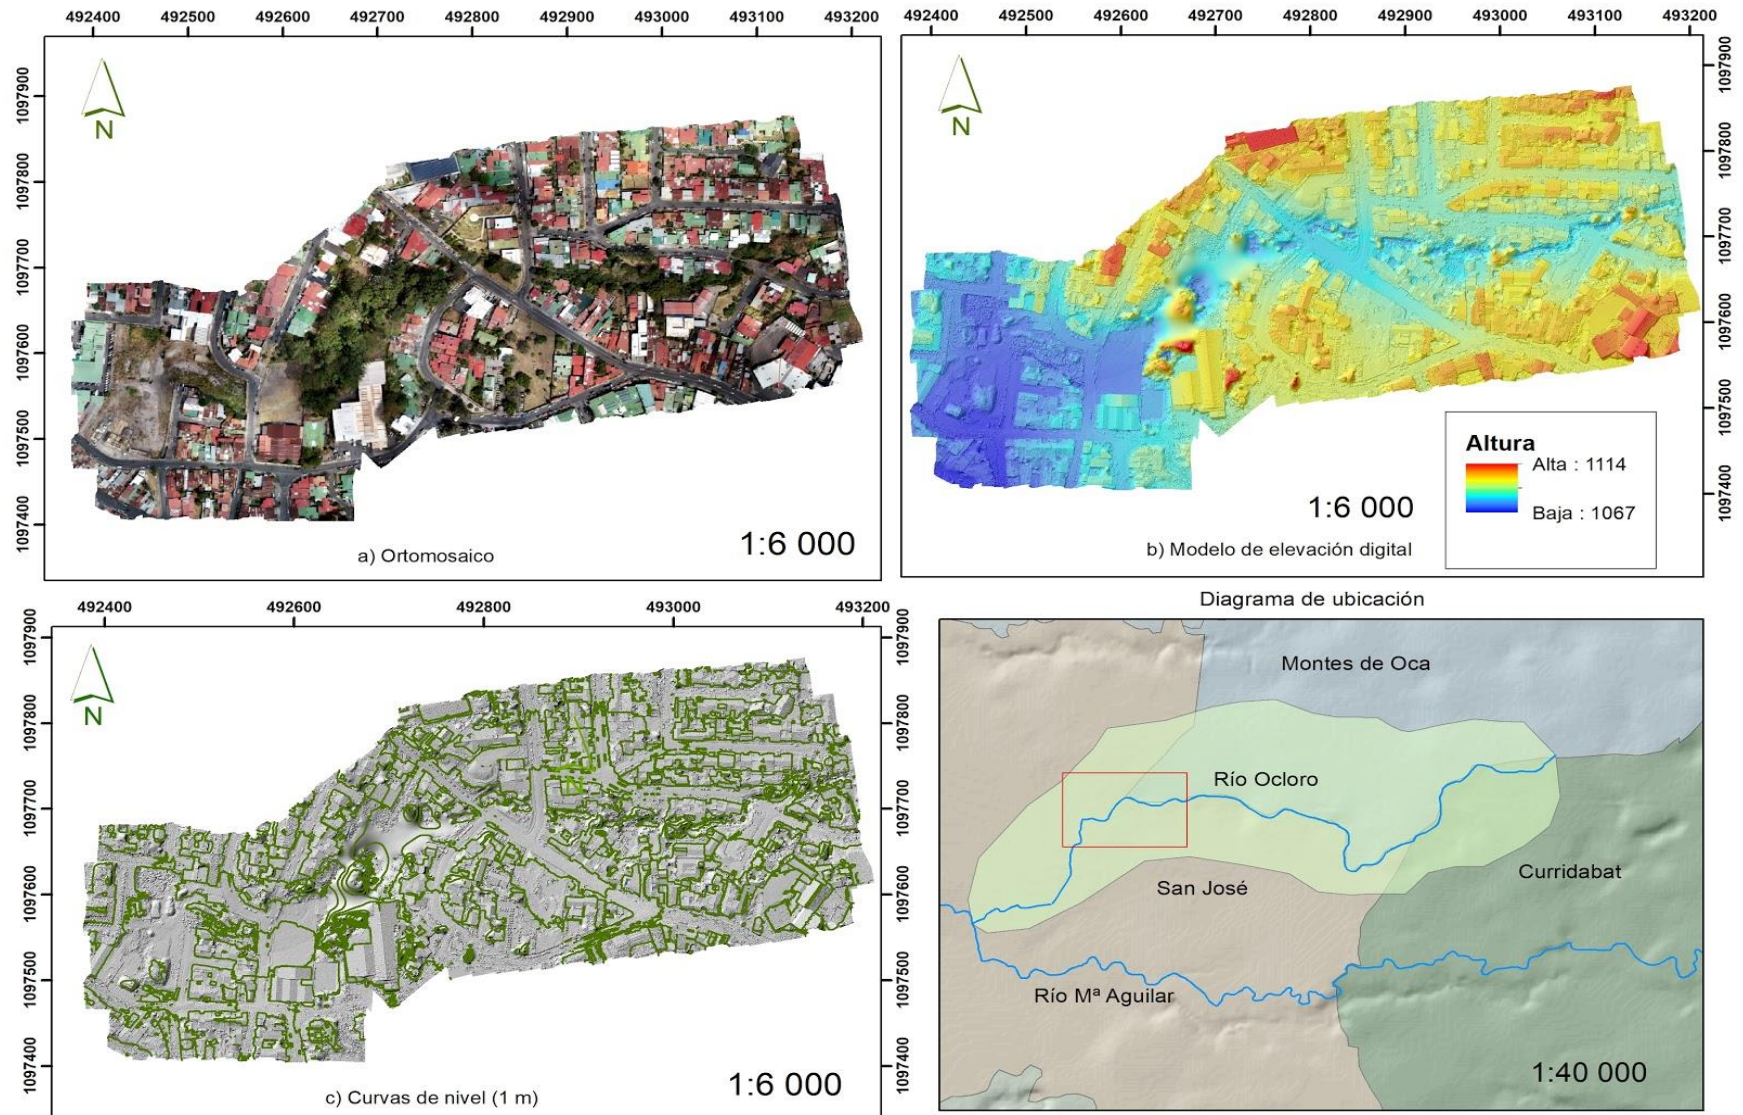 492400 492500 492600 492700 492800 492900 493000 493100 493200
1097900
1097800
1097700
1097600
1097500
1097400
N
a) Ortomosaico
1:6 000
492400 492500 492600 492700 492800 492900 493000 493100 493200
1097900
1097800
1097700
1097600
1097500
1097400
N
Altura
Alta : 1114
Baja : 1067
1:6 000
b) Modelo de elevación digital
492400 492600 492800 493000 493200
1097900
1097800
1097700
1097600
1097500
1097400
N
1097900
1097800
1097700
1097600
1097500
1097400
c) Curvas de nivel (1 m)
1:6 000
Diagrama de ubicación
Montes de Oca
Río Ocloro
Curridabat
San José
Río Mª Aguilar
1:40 000